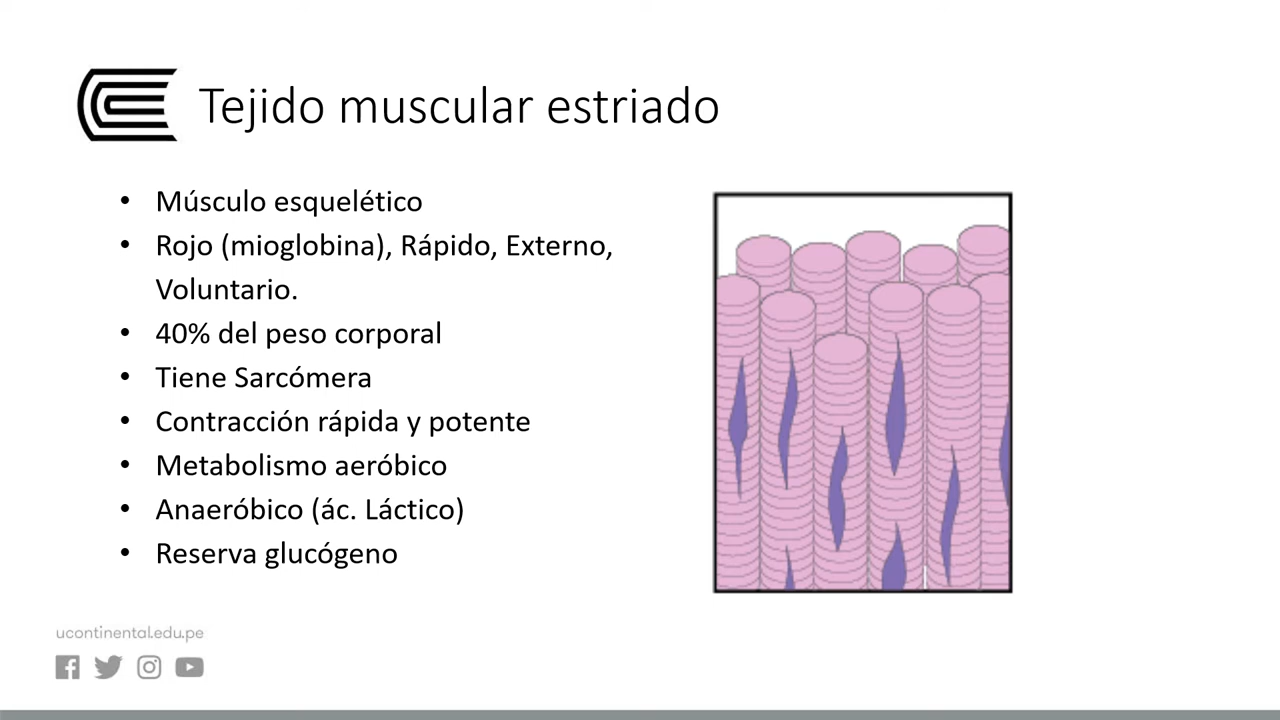 Tejido muscular estriado
• Músculo esquelético
• Rojo (mioglobina), Rápido, Externo,
Voluntario.
• 40% del peso corporal
• Tiene Sarcómera
• Contracción rápida y potente
• Metabolismo aeróbico
• Anaeróbico (ác. Láctico)
• Reserva glucógeno
ucontinental.edu.pe